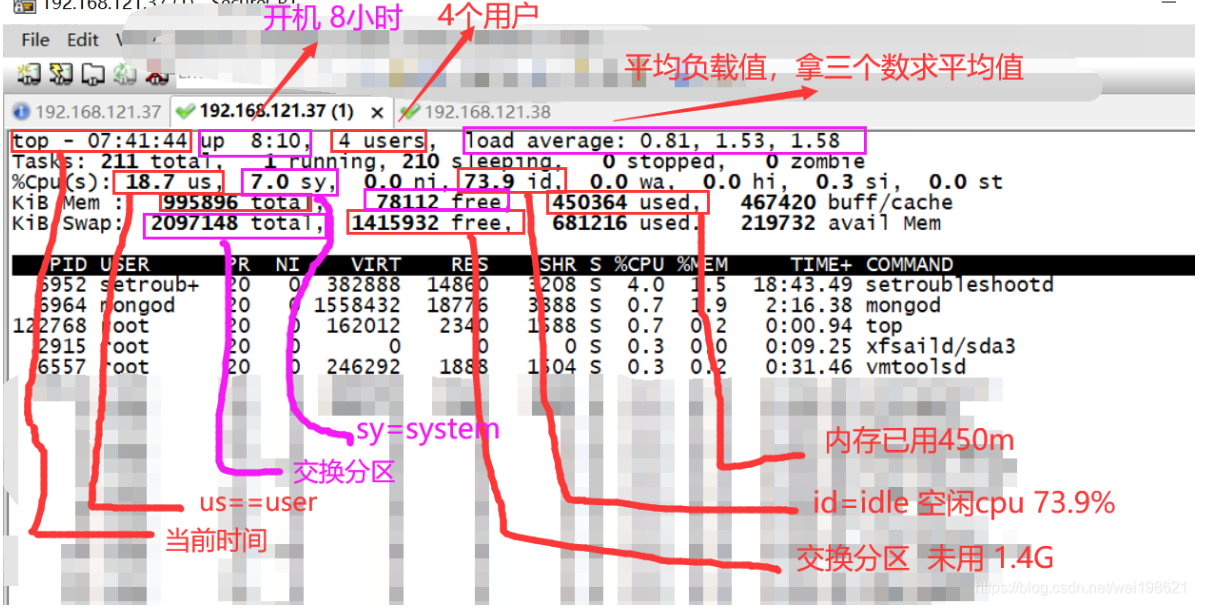 192.168.121.37 (1) - SecureCRT
开机 8小时
4个用户
File Edit V
平均负载值，拿三个数求平均值
192.168.121.37
192.168.121.37 (1)
192.168.121.38
top - 07:41:44 up 8:10, 4 users, load average: 0.81, 1.53, 1.58
Tasks: 211 total, 1 running, 210 sleeping, 0 stopped, 0 zombie
%Cpu(s): 18.7 us, 7.0 sy, 0.0 ni, 73.9 id, 0.0 wa, 0.0 hi, 0.3 si, 0.0 st
KiB Mem : 995896 total, 78112 free, 450364 used, 467420 buff/cache
KiB Swap: 2097148 total, 1415932 free, 681216 used. 219732 avail Mem
PID USER PR NI VIRT RES SHR S %CPU %MEM TIME+ COMMAND
6952 setroub+ 20 0 382888 14860 3208 S 4.0 1.5 18:43.49 setroubleshootd
6964 mongod 20 0 1558432 18776 3388 S 0.7 1.9 2:16.38 mongod
122768 root 20 0 162012 2340 1588 S 0.7 0.2 0:00.94 top
2915 root 20 0 0 0 0 S 0.3 0.0 0:09.25 xfsaild/sda3
6557 root 20 0 246292 1888 1504 S 0.3 0.2 0:31.46 vmtoolsd
sy=system
内存已用450m
交换分区
us==user
id=idle 空闲cpu 73.9%
当前时间
交换分区 未用 1.4G
https://blog.csdn.net/wei198621